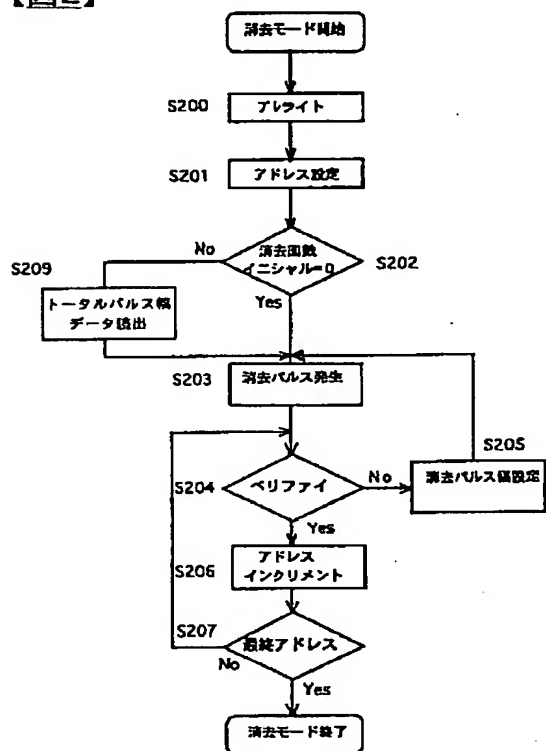 【図2】
消去モード開始
S200
プレライト
S201
アドレス設定
消去回数
イニシャル=0
S202
No
Yes
S209
トータルパルス幅
データ読出
S203
消去パルス発生
S204
ベリファイ
No
S205
消去パルス幅設定
Yes
S206
アドレス
インクリメント
S207
最終アドレス
No
Yes
消去モード終了